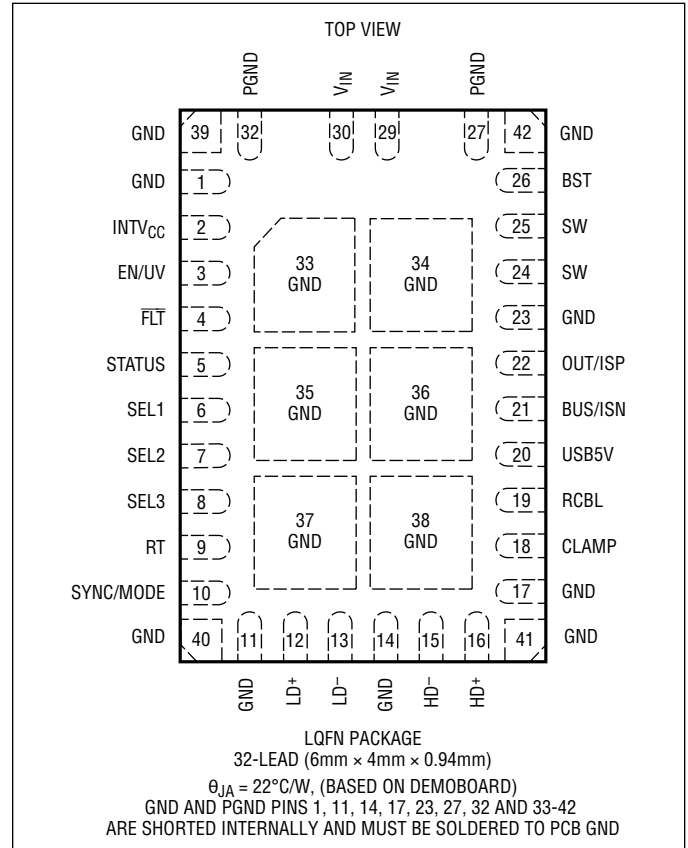 TOP VIEW
PGND VIN VIN PGND
GND 39 32 30 29 27 42 GND
GND 1 26 BST
INTVCC 2 25 SW
EN/UV 3 33 GND 34 GND 24 SW
FLT 4 23 GND
STATUS 5 22 OUT/ISP
SEL1 6 35 GND 36 GND 21 BUS/ISN
SEL2 7 20 USB5V
SEL3 8 19 RCBL
RT 9 37 GND 38 GND 18 CLAMP
SYNC/MODE 10 17 GND
GND 40 11 12 13 14 15 16 41 GND
GND LD+ LD– GND HD– HD+
LQFN PACKAGE
32-LEAD (6mm × 4mm × 0.94mm)
θJA = 22°C/W, (BASED ON DEMOBOARD)
GND AND PGND PINS 1, 11, 14, 17, 23, 27, 32 AND 33-42
ARE SHORTED INTERNALLY AND MUST BE SOLDERED TO PCB GND